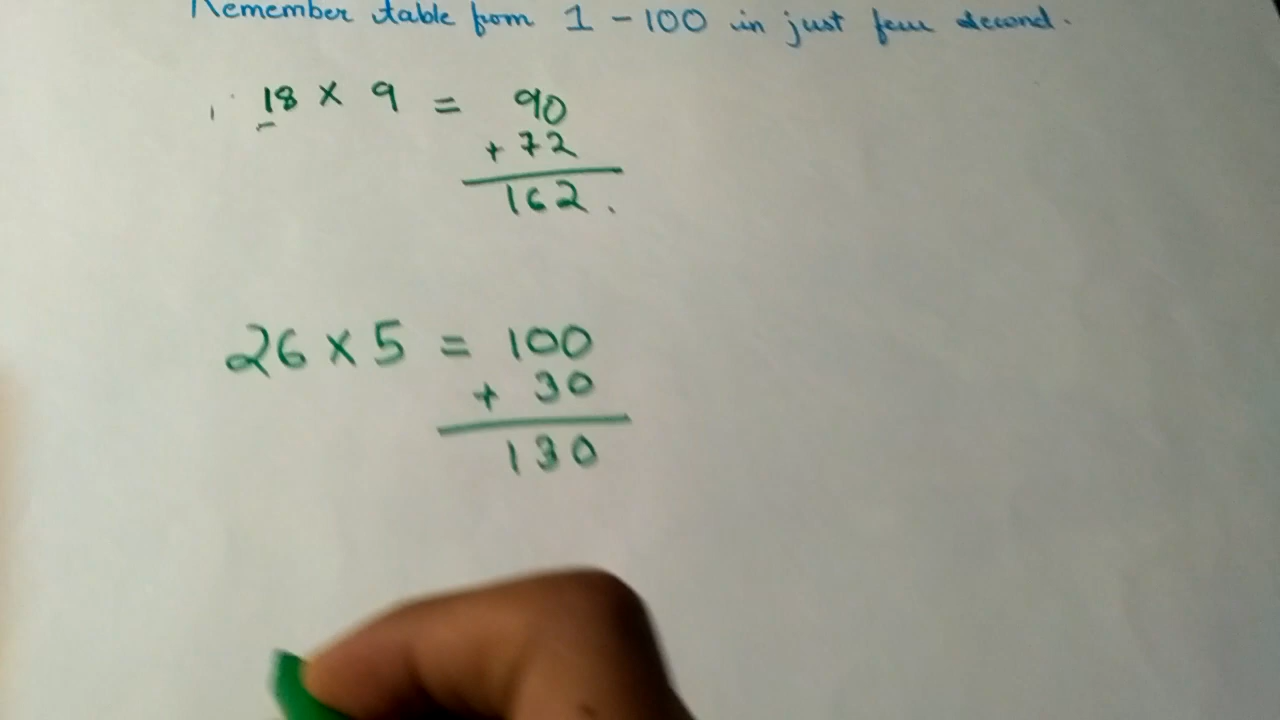 Remember table from 1 - 100 in just few second.
18 × 9 = 90
+ 72
162.
26 × 5 = 100
+ 30
130